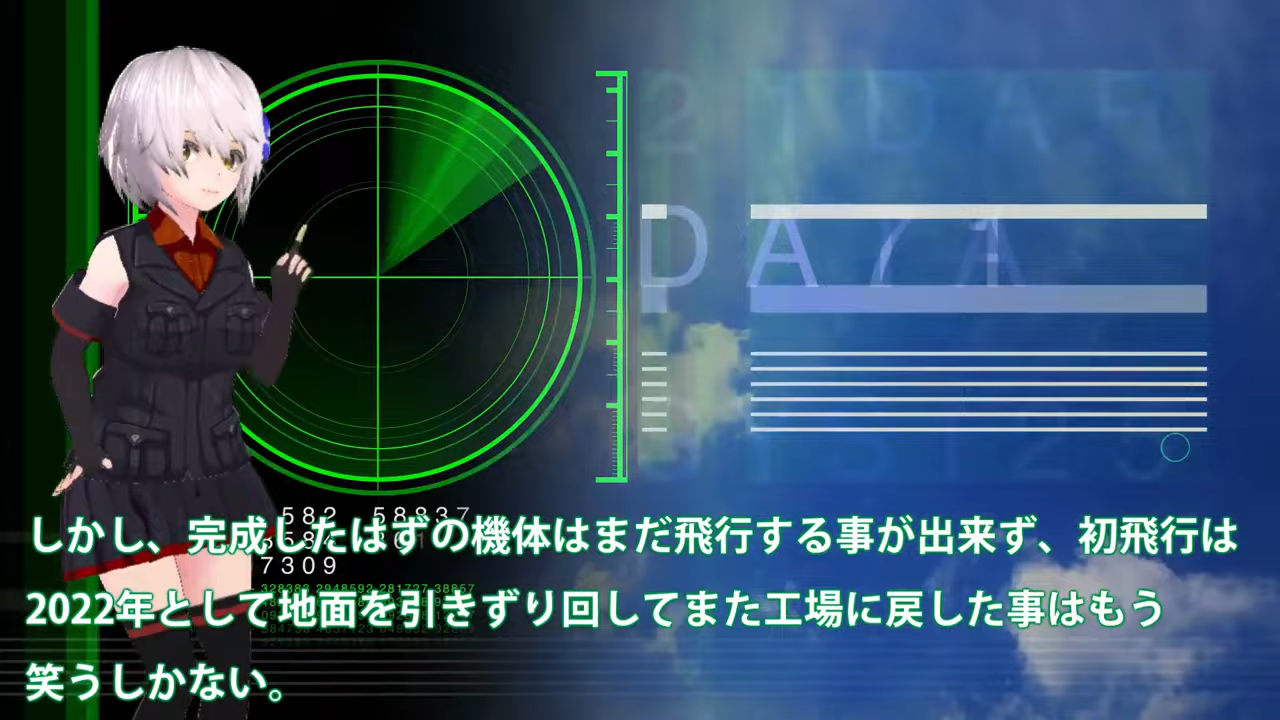 DA
582 58837
7309
しかし、完成したはずの機体はまだ飛行する事が出来ず、初飛行は
2022年として地面を引きずり回してまた工場に戻した事はもう
笑うしかない。